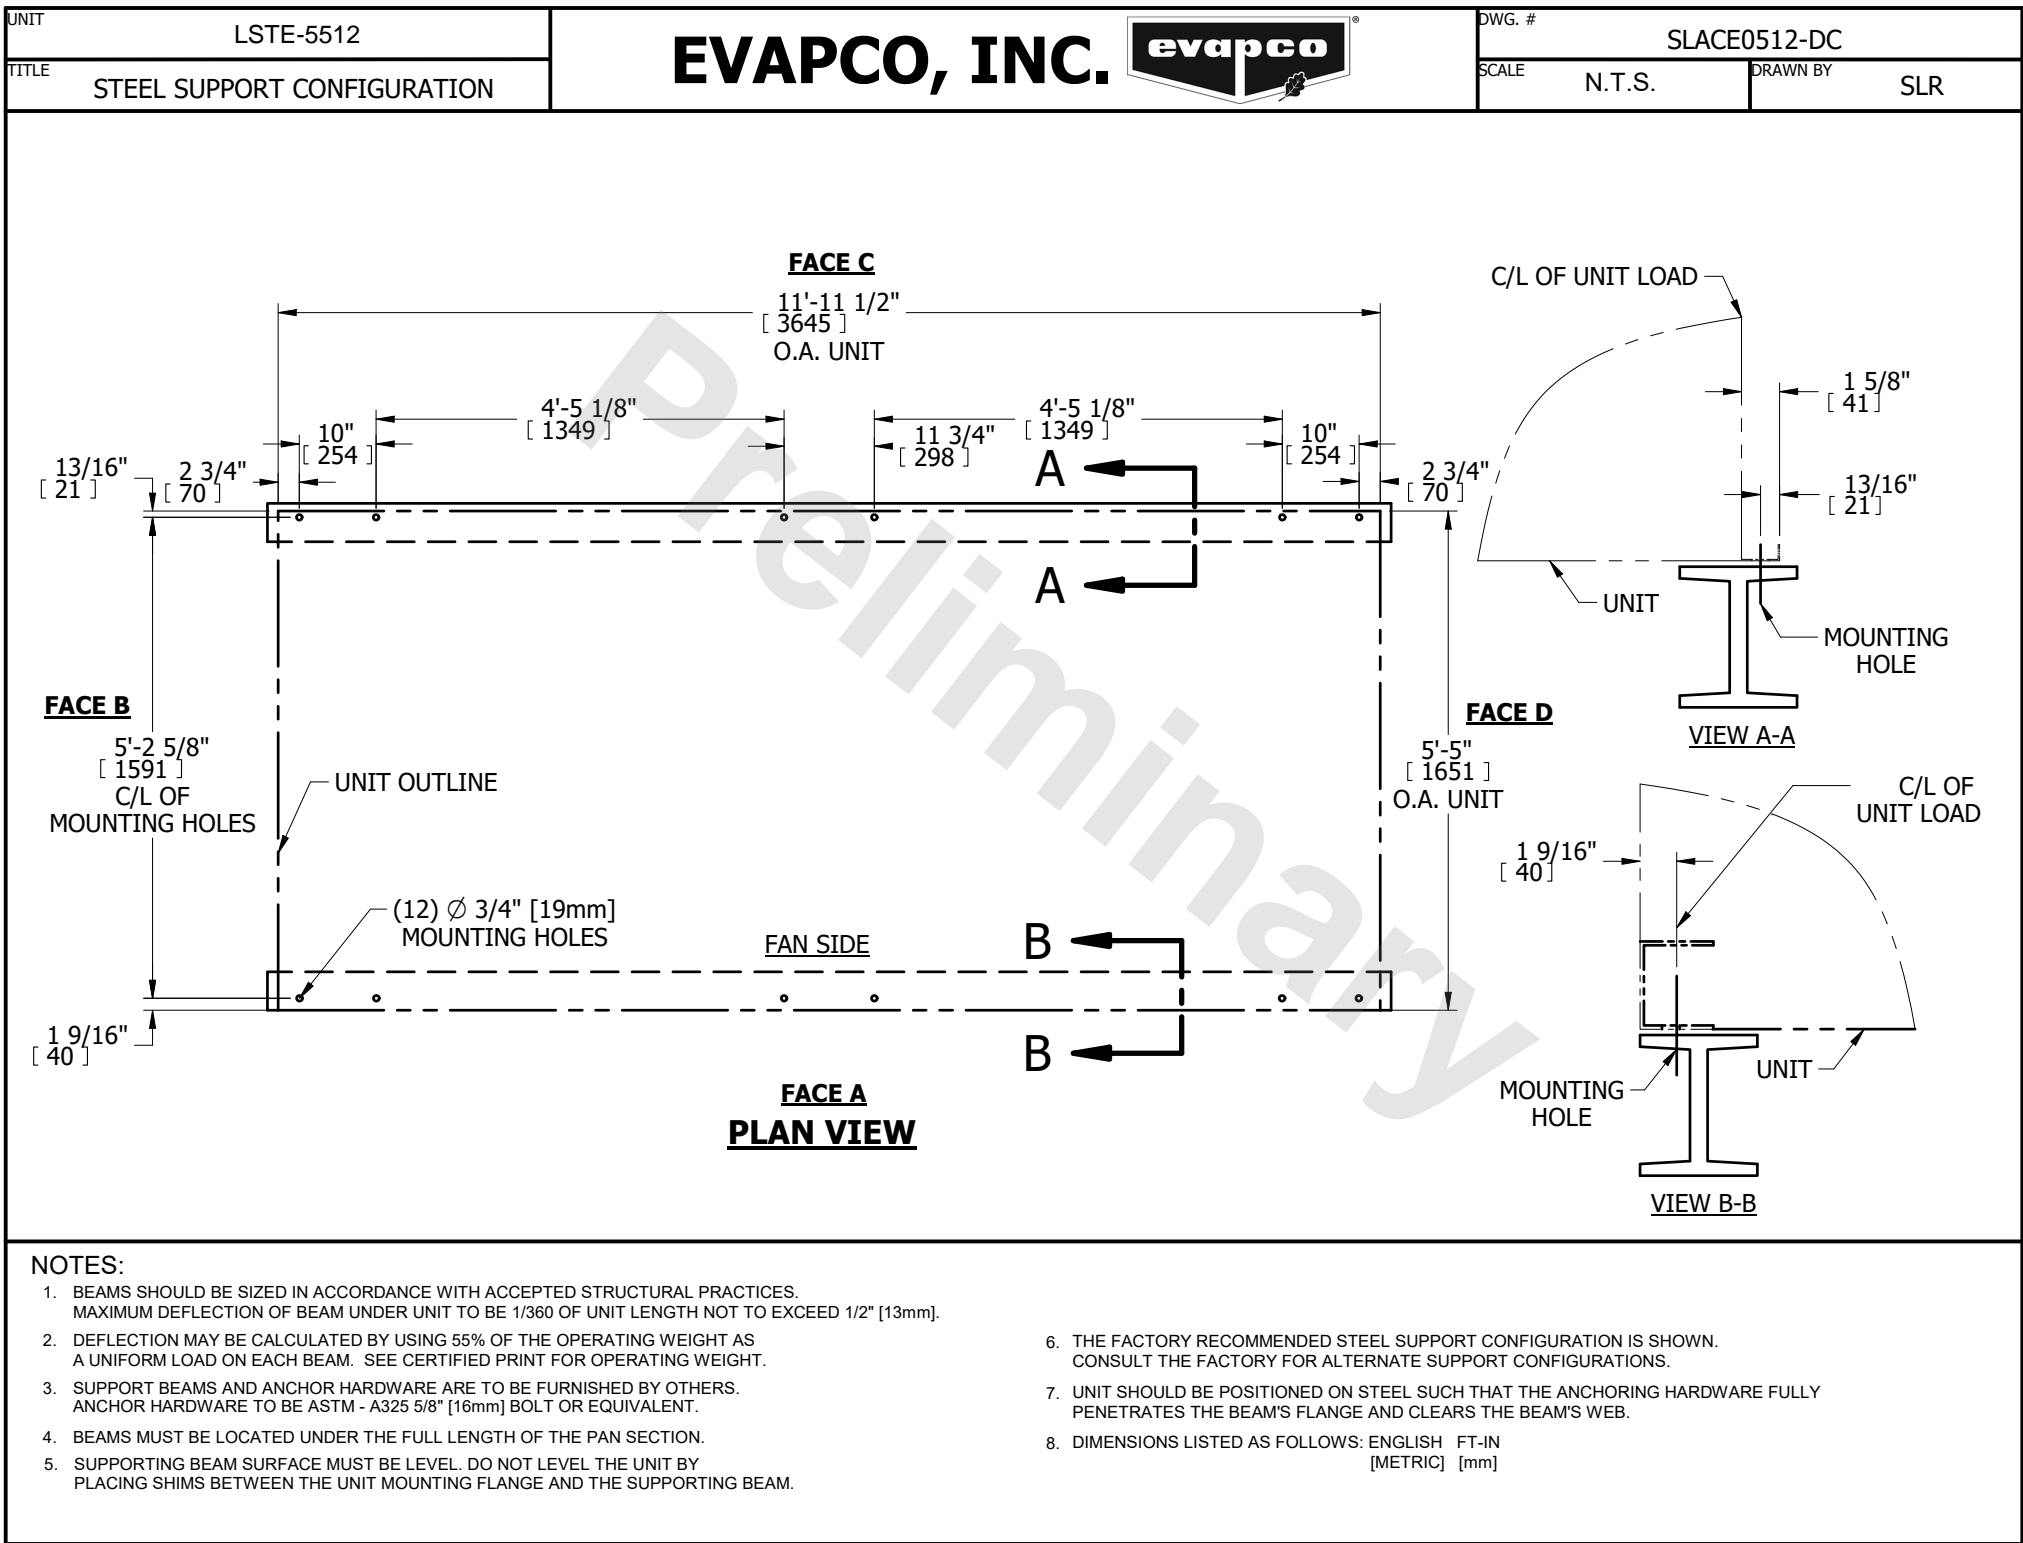 UNIT
LSTE-5512
TITLE
STEEL SUPPORT CONFIGURATION
EVAPCO, INC.
evapco
®
DWG. #
SLACE0512-DC
SCALE
N.T.S.
DRAWN BY
SLR
FACE C
11'-11 1/2"
[ 3645 ]
O.A. UNIT
4'-5 1/8"
[ 1349 ]
4'-5 1/8"
[ 1349 ]
10"
[ 254 ]
11 3/4"
[ 298 ]
10"
[ 254 ]
13/16"
[ 21 ]
2 3/4"
[ 70 ]
2 3/4"
[ 70 ]
A
A
FACE B
5'-2 5/8"
[ 1591 ]
C/L OF
MOUNTING HOLES
UNIT OUTLINE
FACE D
5'-5"
[ 1651 ]
O.A. UNIT
(12) Ø 3/4" [19mm]
MOUNTING HOLES
FAN SIDE
B
B
1 9/16"
[ 40 ]
FACE A
PLAN VIEW
Preliminary
C/L OF UNIT LOAD
1 5/8"
[ 41]
13/16"
[ 21]
UNIT
MOUNTING
HOLE
VIEW A-A
C/L OF
UNIT LOAD
1 9/16"
[ 40]
UNIT
MOUNTING
HOLE
VIEW B-B
NOTES:
1. BEAMS SHOULD BE SIZED IN ACCORDANCE WITH ACCEPTED STRUCTURAL PRACTICES.
MAXIMUM DEFLECTION OF BEAM UNDER UNIT TO BE 1/360 OF UNIT LENGTH NOT TO EXCEED 1/2" [13mm].
2. DEFLECTION MAY BE CALCULATED BY USING 55% OF THE OPERATING WEIGHT AS
A UNIFORM LOAD ON EACH BEAM. SEE CERTIFIED PRINT FOR OPERATING WEIGHT.
3. SUPPORT BEAMS AND ANCHOR HARDWARE ARE TO BE FURNISHED BY OTHERS.
ANCHOR HARDWARE TO BE ASTM - A325 5/8" [16mm] BOLT OR EQUIVALENT.
4. BEAMS MUST BE LOCATED UNDER THE FULL LENGTH OF THE PAN SECTION.
5. SUPPORTING BEAM SURFACE MUST BE LEVEL. DO NOT LEVEL THE UNIT BY
PLACING SHIMS BETWEEN THE UNIT MOUNTING FLANGE AND THE SUPPORTING BEAM.
6. THE FACTORY RECOMMENDED STEEL SUPPORT CONFIGURATION IS SHOWN.
CONSULT THE FACTORY FOR ALTERNATE SUPPORT CONFIGURATIONS.
7. UNIT SHOULD BE POSITIONED ON STEEL SUCH THAT THE ANCHORING HARDWARE FULLY
PENETRATES THE BEAM'S FLANGE AND CLEARS THE BEAM'S WEB.
8. DIMENSIONS LISTED AS FOLLOWS: ENGLISH FT-IN
[METRIC] [mm]